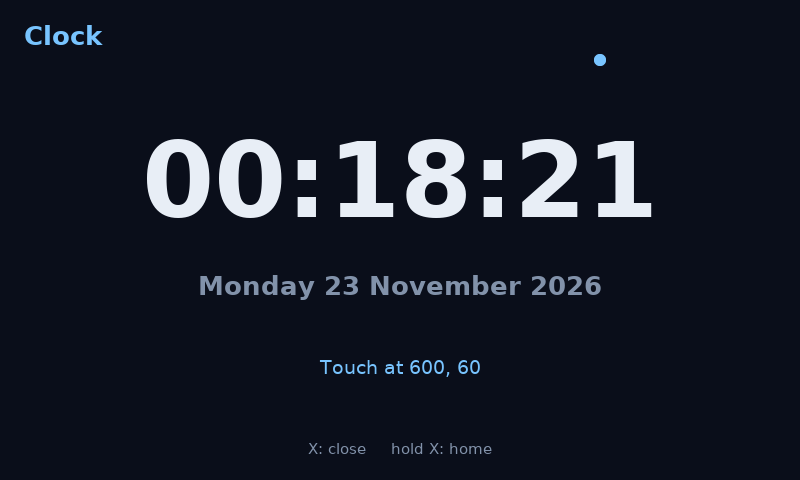 Clock
00:18:21
Monday 23 November 2026
Touch at 600, 60
X: close hold X: home